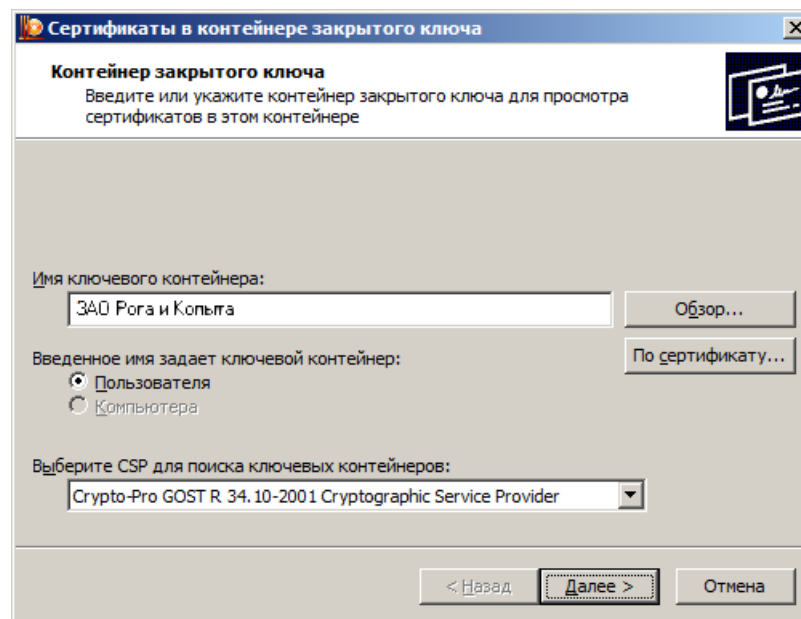 Сертификаты в контейнере закрытого ключа
Контейнер закрытого ключа
Введите или укажите контейнер закрытого ключа для просмотра
сертификатов в этом контейнере
Имя ключевого контейнера:
ЗАО Рога и Копыта
Обзор...
По сертификату...
Введенное имя задает ключевой контейнер:
Пользователя
Компьютера
Выберите CSP для поиска ключевых контейнеров:
Crypto-Pro GOST R 34.10-2001 Cryptographic Service Provider
< Назад
Далее >
Отмена